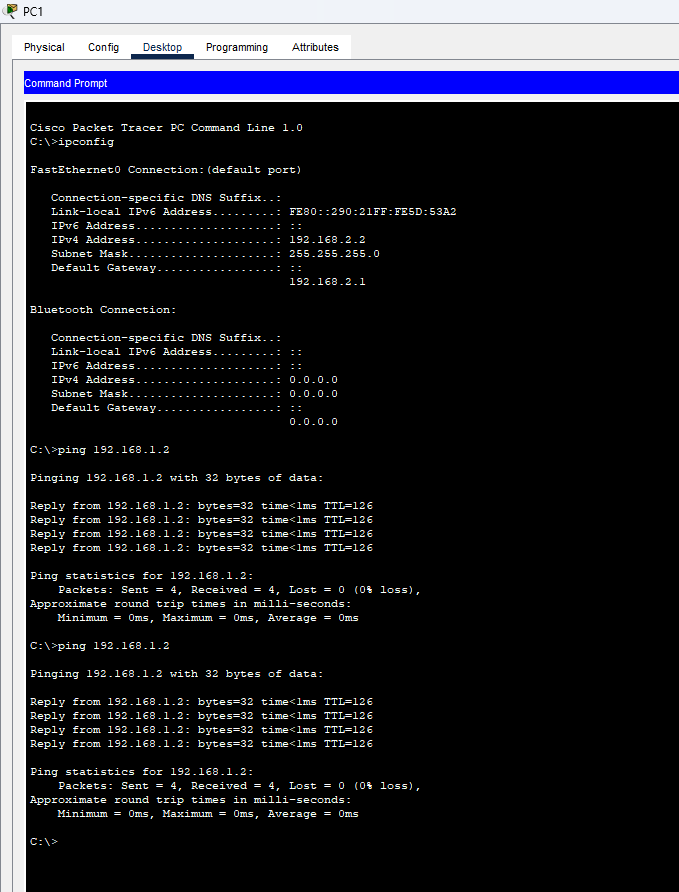 PC1
Physical Config Desktop Programming Attributes
Command Prompt
Cisco Packet Tracer PC Command Line 1.0
C:\>ipconfig
FastEthernet0 Connection:(default port)
Connection-specific DNS Suffix..:
Link-local IPv6 Address.........: FE80::290:21FF:FE5D:53A2
IPv6 Address....................: ::
IPv4 Address....................: 192.168.2.2
Subnet Mask.....................: 255.255.255.0
Default Gateway.................: ::
192.168.2.1
Bluetooth Connection:
Connection-specific DNS Suffix..:
Link-local IPv6 Address.........: ::
IPv6 Address....................: ::
IPv4 Address....................: 0.0.0.0
Subnet Mask.....................: 0.0.0.0
Default Gateway.................: ::
0.0.0.0
C:\>ping 192.168.1.2
Pinging 192.168.1.2 with 32 bytes of data:
Reply from 192.168.1.2: bytes=32 time<1ms TTL=126
Reply from 192.168.1.2: bytes=32 time<1ms TTL=126
Reply from 192.168.1.2: bytes=32 time<1ms TTL=126
Reply from 192.168.1.2: bytes=32 time<1ms TTL=126
Ping statistics for 192.168.1.2:
Packets: Sent = 4, Received = 4, Lost = 0 (0% loss),
Approximate round trip times in milli-seconds:
Minimum = 0ms, Maximum = 0ms, Average = 0ms
C:\>ping 192.168.1.2
Pinging 192.168.1.2 with 32 bytes of data:
Reply from 192.168.1.2: bytes=32 time<1ms TTL=126
Reply from 192.168.1.2: bytes=32 time<1ms TTL=126
Reply from 192.168.1.2: bytes=32 time<1ms TTL=126
Reply from 192.168.1.2: bytes=32 time<1ms TTL=126
Ping statistics for 192.168.1.2:
Packets: Sent = 4, Received = 4, Lost = 0 (0% loss),
Approximate round trip times in milli-seconds:
Minimum = 0ms, Maximum = 0ms, Average = 0ms
C:\>